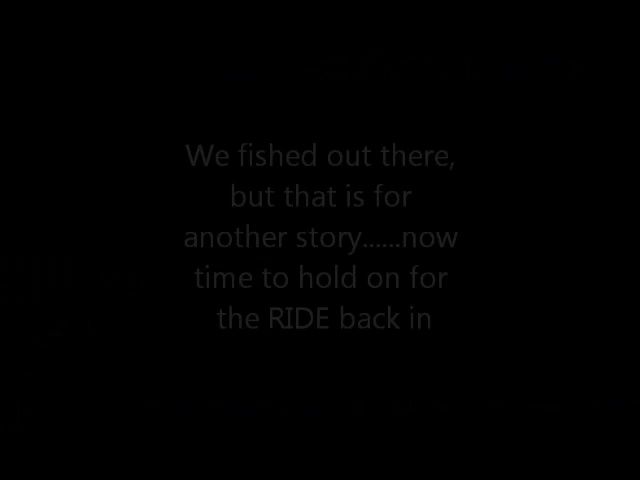 We fished out there,
but that is for
another story......now
time to hold on for
the RIDE back in